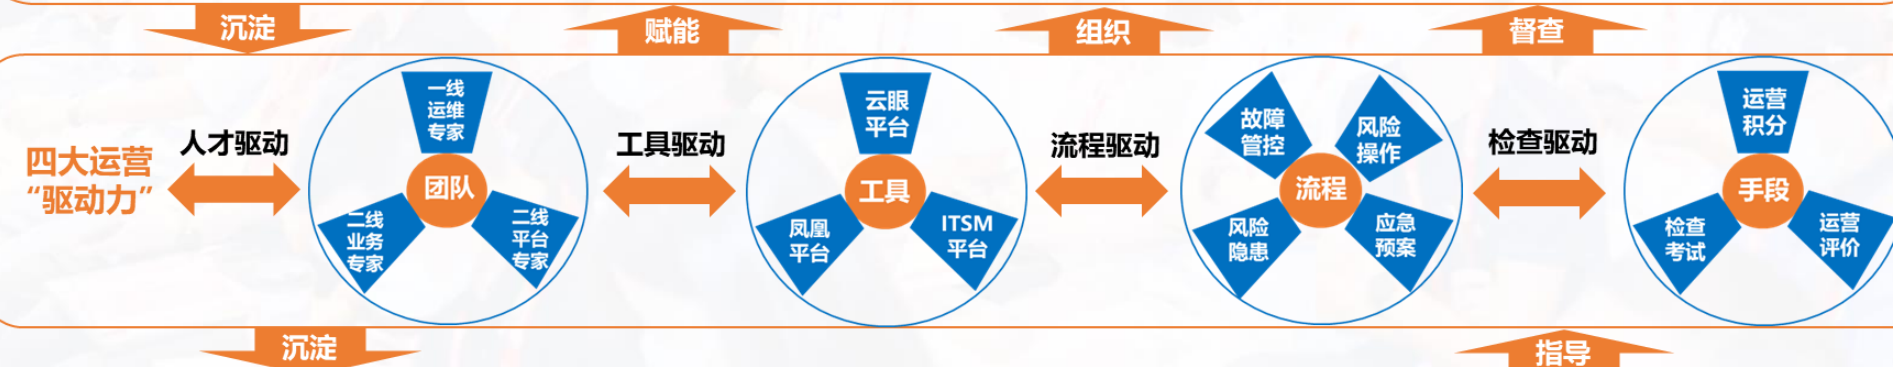 沉淀
赋能
组织
督查
四大运营
“驱动力”
人才驱动
一线
运维
专家
团队
二线
业务
专家
二线
平台
专家
工具驱动
云眼
平台
工具
凤凰
平台
ITSM
平台
流程驱动
故障
管控
风险
操作
流程
风险
隐患
应急
预案
检查驱动
运营
积分
手段
检查
考试
运营
评价
沉淀
指导